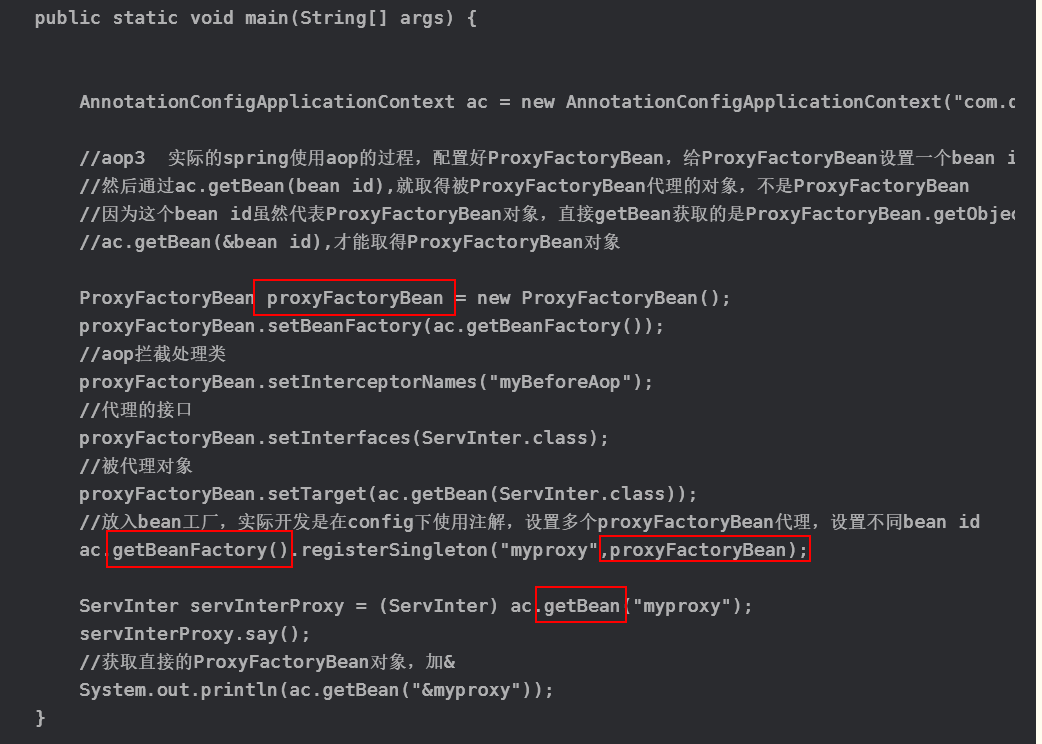 public static void main(String[] args) {
AnnotationConfigApplicationContext ac = new AnnotationConfigApplicationContext("com.
//aop3  实际的spring使用aop的过程，配置好ProxyFactoryBean，给ProxyFactoryBean设置一个bean i
//然后通过ac.getBean(bean id),就取得被ProxyFactoryBean代理的对象，不是ProxyFactoryBean
//因为这个bean id虽然代表ProxyFactoryBean对象，直接getBean获取的是ProxyFactoryBean.getObjec
//ac.getBean(&bean id),才能取得ProxyFactoryBean对象
ProxyFactoryBean proxyFactoryBean = new ProxyFactoryBean();
proxyFactoryBean.setBeanFactory(ac.getBeanFactory());
//aop拦截处理类
proxyFactoryBean.setInterceptorNames("myBeforeAop");
//代理的接口
proxyFactoryBean.setInterfaces(ServInter.class);
//被代理对象
proxyFactoryBean.setTarget(ac.getBean(ServInter.class));
//放入bean工厂，实际开发是在config下使用注解，设置多个proxyFactoryBean代理，设置不同bean id
ac.getBeanFactory().registerSingleton("myproxy",proxyFactoryBean);
ServInter servInterProxy = (ServInter) ac.getBean("myproxy");
servInterProxy.say();
//获取直接的ProxyFactoryBean对象，加&
System.out.println(ac.getBean("&myproxy"));
}